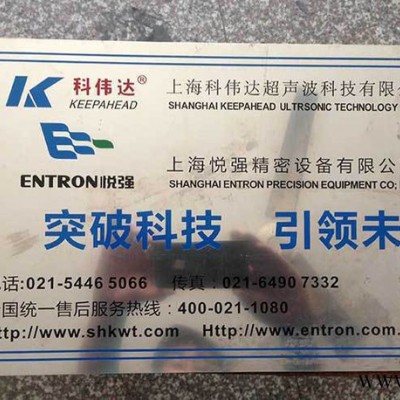 科伟达®
KEEPAHEAD
上海科伟达超声波科技有限
SHANGHAI KEEPAHEAD ULTRSONIC TECHNOLOGY
ENTRON悦强
上海悦强精密设备有限公
SHANGHAI ENTRON PRECISION EQUIPMENT CO;
突破科技 引领未
电话:021-5446 5066 传真:021-6490 7332
国统一售后服务热线:400-021-1080
http://www.shkwt.com Http://www.entron.com.